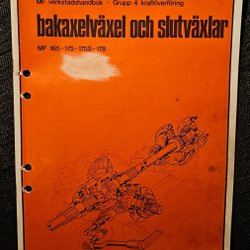 MF verkstadshandbok - Grupp 4 kraftöverföring
bakaxelväxel och slutväxlar
MF 165 - 175 - 175S - 178